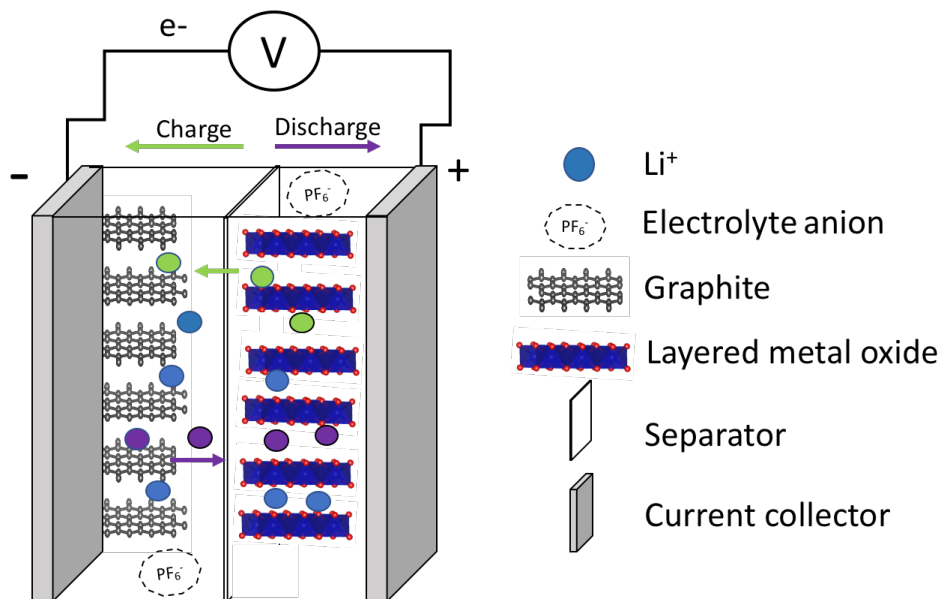 e-
V
Charge
Discharge
-
+
PF₆⁻
PF₆⁻
Li⁺
PF₆⁻
Electrolyte anion
Graphite
Layered metal oxide
Separator
Current collector